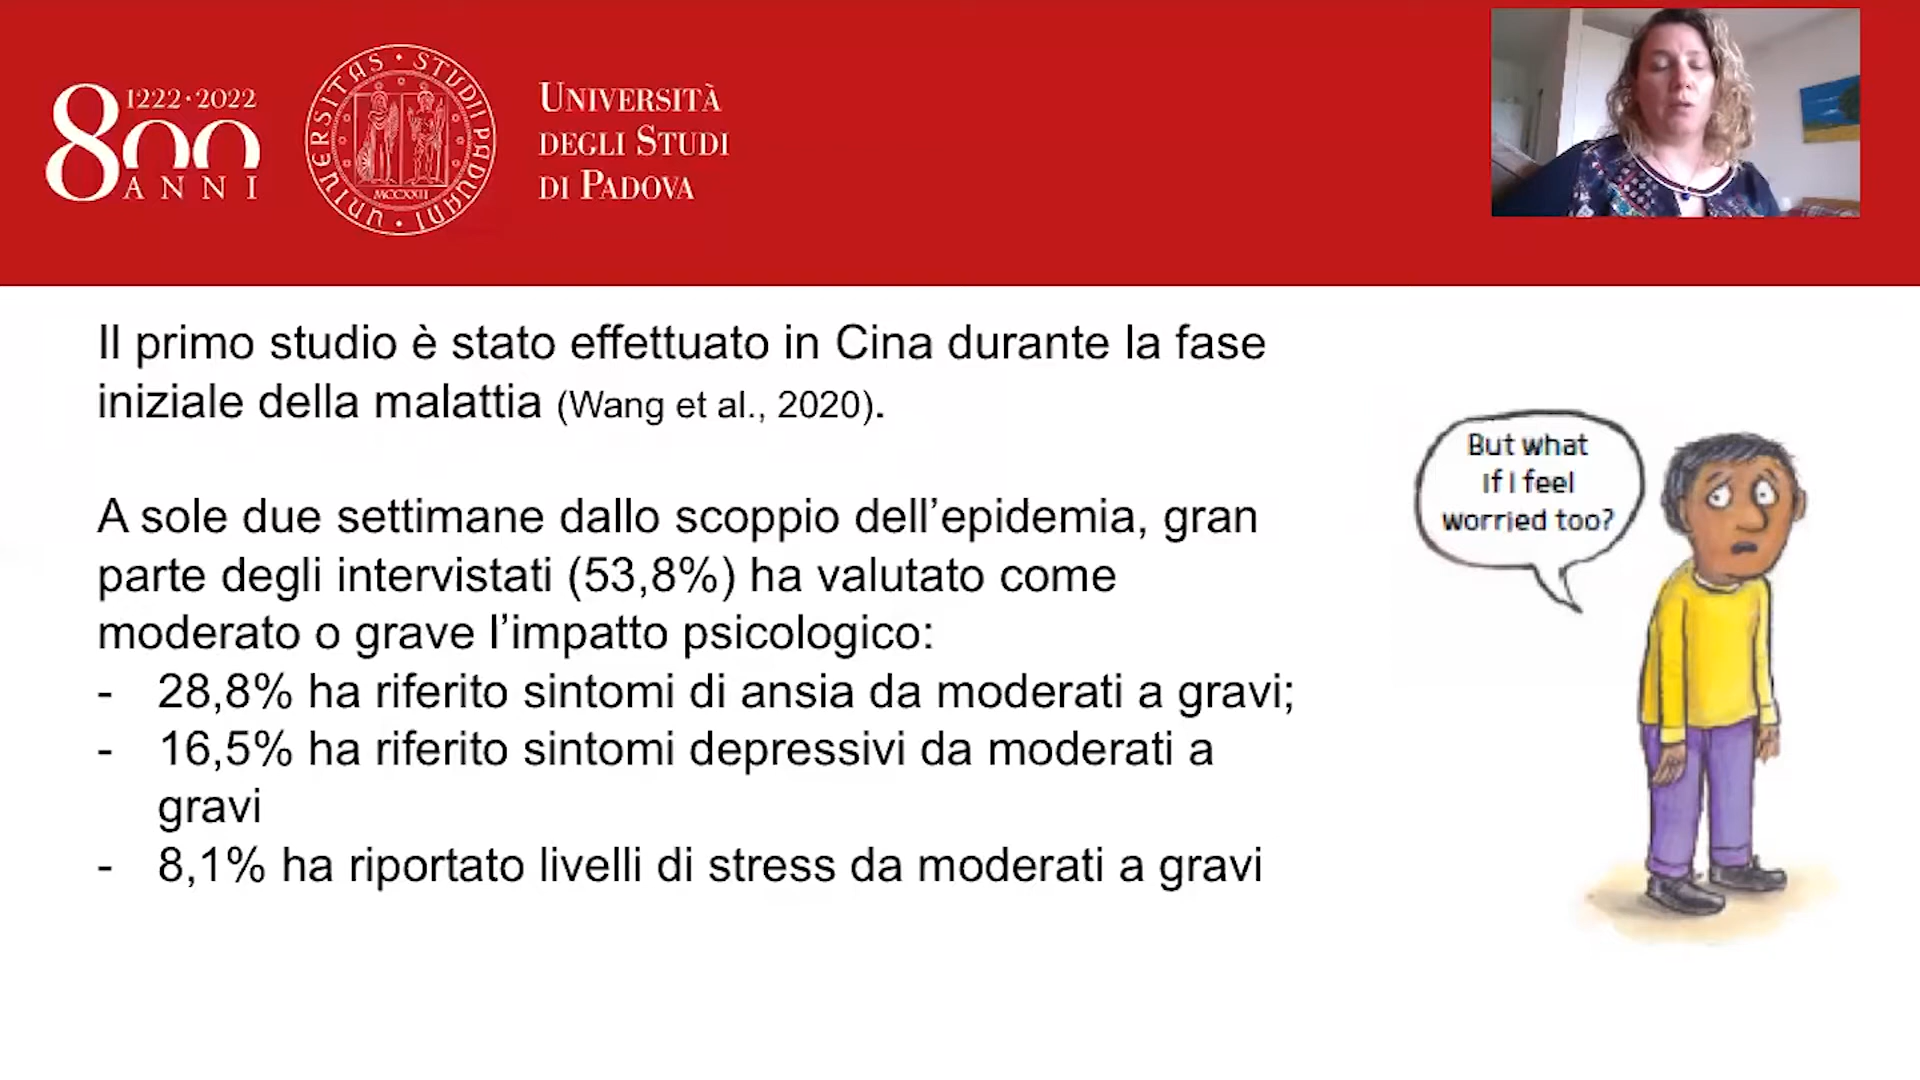 1222·2022
800
ANNI
UNIVERSITAS · STUDII PADUANI ·
MCCXXII
UNIVERSITÀ
DEGLI STUDI
DI PADOVA
Il primo studio è stato effettuato in Cina durante la fase
iniziale della malattia (Wang et al., 2020).
A sole due settimane dallo scoppio dell’epidemia, gran
parte degli intervistati (53,8%) ha valutato come
moderato o grave l’impatto psicologico:
- 28,8% ha riferito sintomi di ansia da moderati a gravi;
- 16,5% ha riferito sintomi depressivi da moderati a
gravi
- 8,1% ha riportato livelli di stress da moderati a gravi
But what
if I feel
worried too?